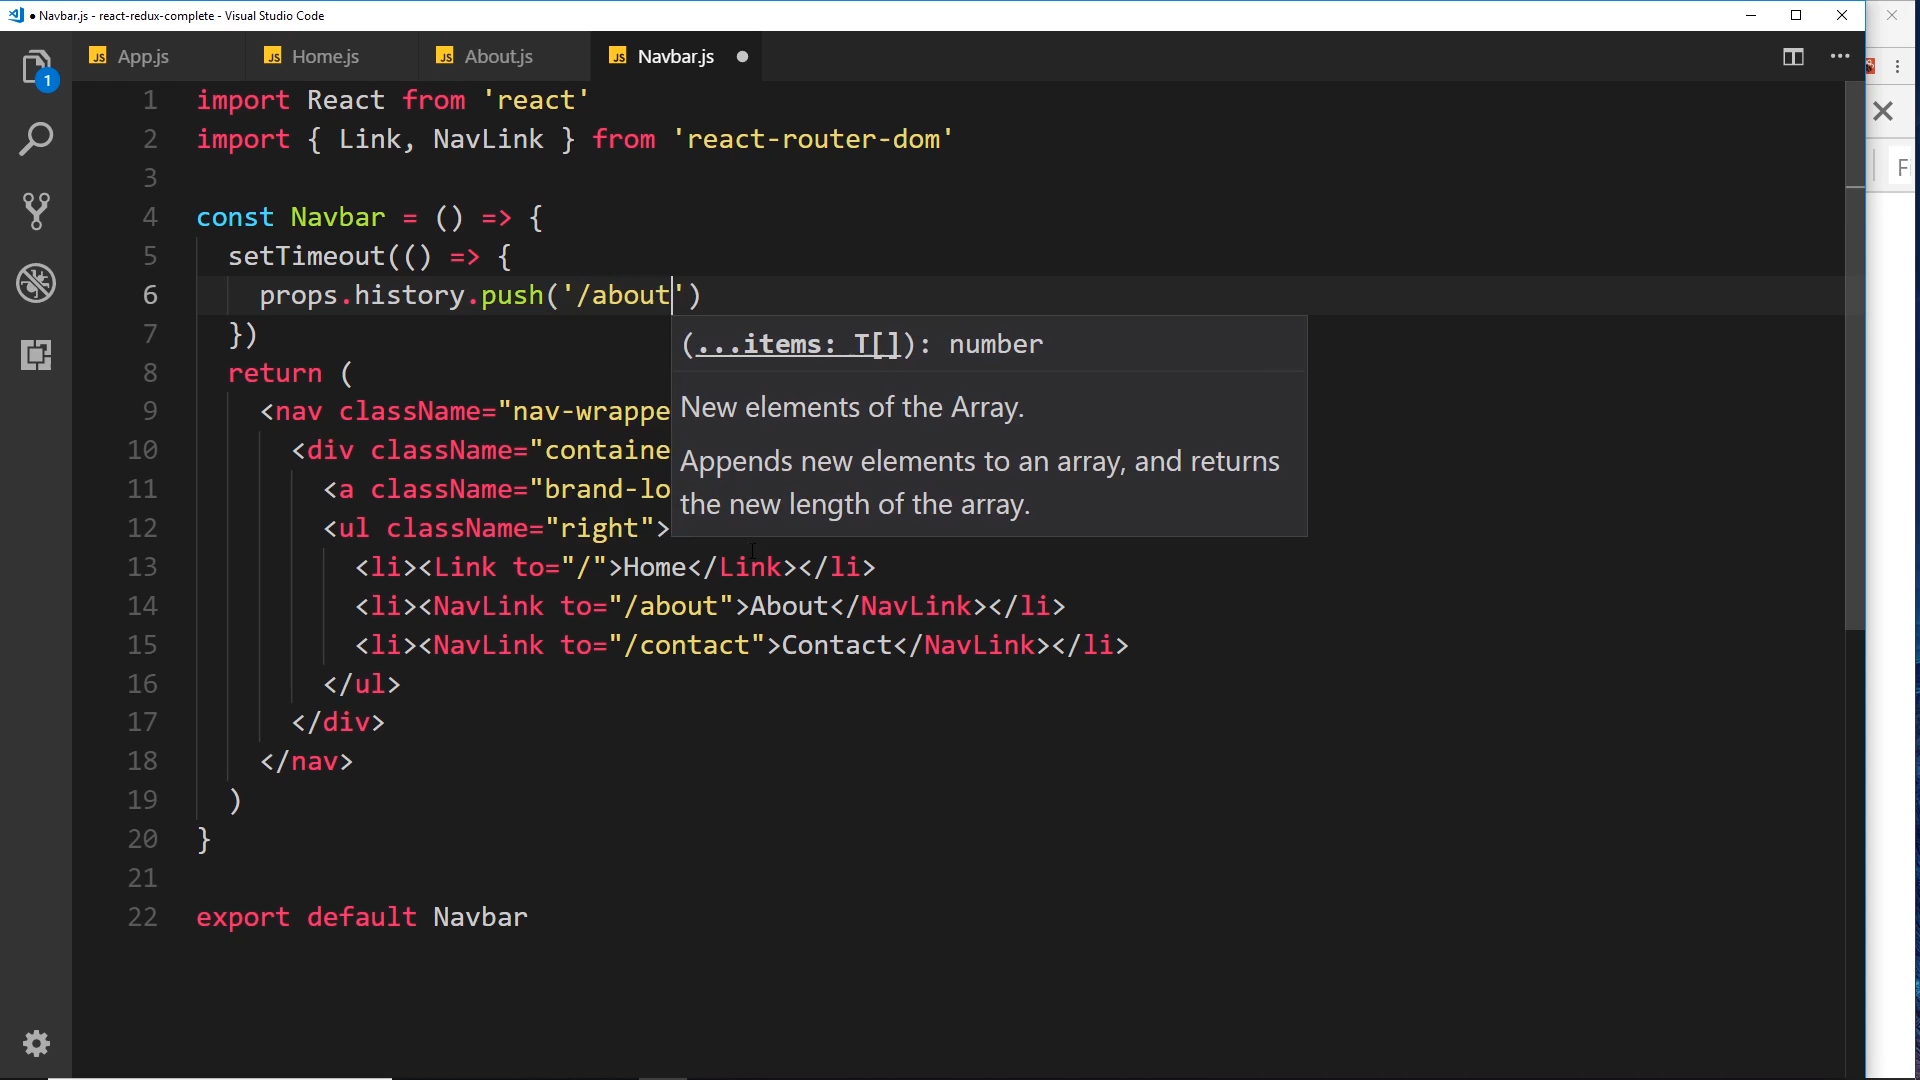 ● Navbar.js - react-redux-complete - Visual Studio Code
JS App.js
JS Home.js
JS About.js
JS Navbar.js
1
1 import React from 'react'
2 import { Link, NavLink } from 'react-router-dom'
3
4 const Navbar = () => {
5 setTimeout(() => {
6 props.history.push('/about')
7 })
8 return (
9 <nav className="nav-wrappe
10 <div className="containe
11 <a className="brand-lo
12 <ul className="right">
13 <li><Link to="/">Home</Link></li>
14 <li><NavLink to="/about">About</NavLink></li>
15 <li><NavLink to="/contact">Contact</NavLink></li>
16 </ul>
17 </div>
18 </nav>
19 )
20 }
21
22 export default Navbar
(...items: T[]): number
New elements of the Array.
Appends new elements to an array, and returns
the new length of the array.